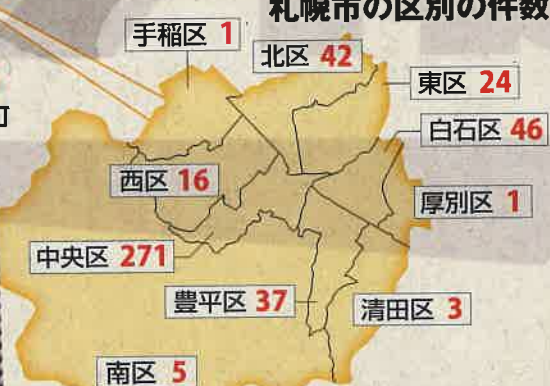 札幌市の区別の件数
手稲区 1
北区 42
東区 24
白石区 46
西区 16
厚別区 1
中央区 271
豊平区 37
清田区 3
南区 5